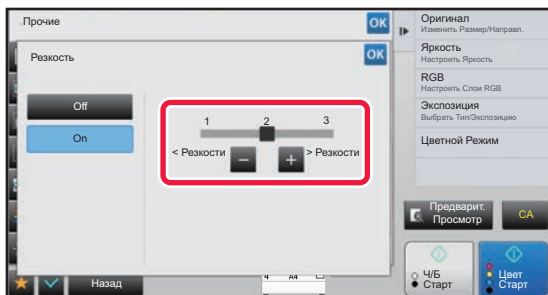 Прочие
OK
Резкость
OK
Off
On
1 2 3
< Резкости − + > Резкости
Назад
A4
Оригинал
Изменить Размер/Направл.
Яркость
Настроить Яркость
RGB
Настроить Слои RGB
Экспозиция
Выбрать Тип/Экспозицию
Цветной Режим
Предварит.
Просмотр
CA
Ч/Б
Старт
Цвет
Старт